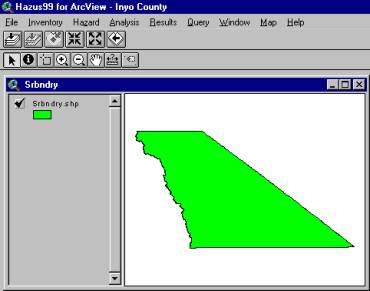 Hazus99 for ArcView - Inyo County
File Inventory Hazard Analysis Results Query Window Map Help
Srbndry
Srbndry.shp